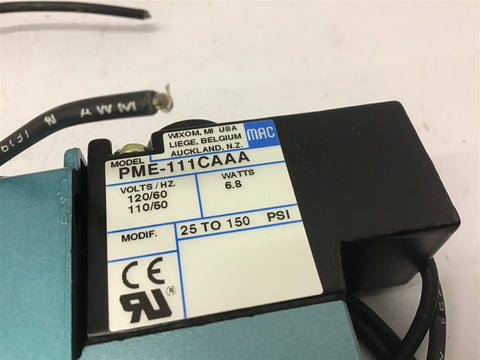 AWM
WIXOM, MI USA
LIEGE, BELGIUM
AUCKLAND, N.Z.
MAC
MODEL
PME-111CAAA
VOLTS / HZ.
120/60
110/50
WATTS
6.8
MODIF.
25 TO 150 PSI
CE
RU®